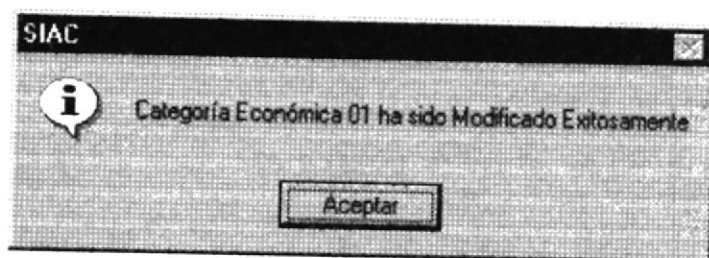 SIAC
Categoría Económica 01 ha sido Modificado Exitosamente
Aceptar